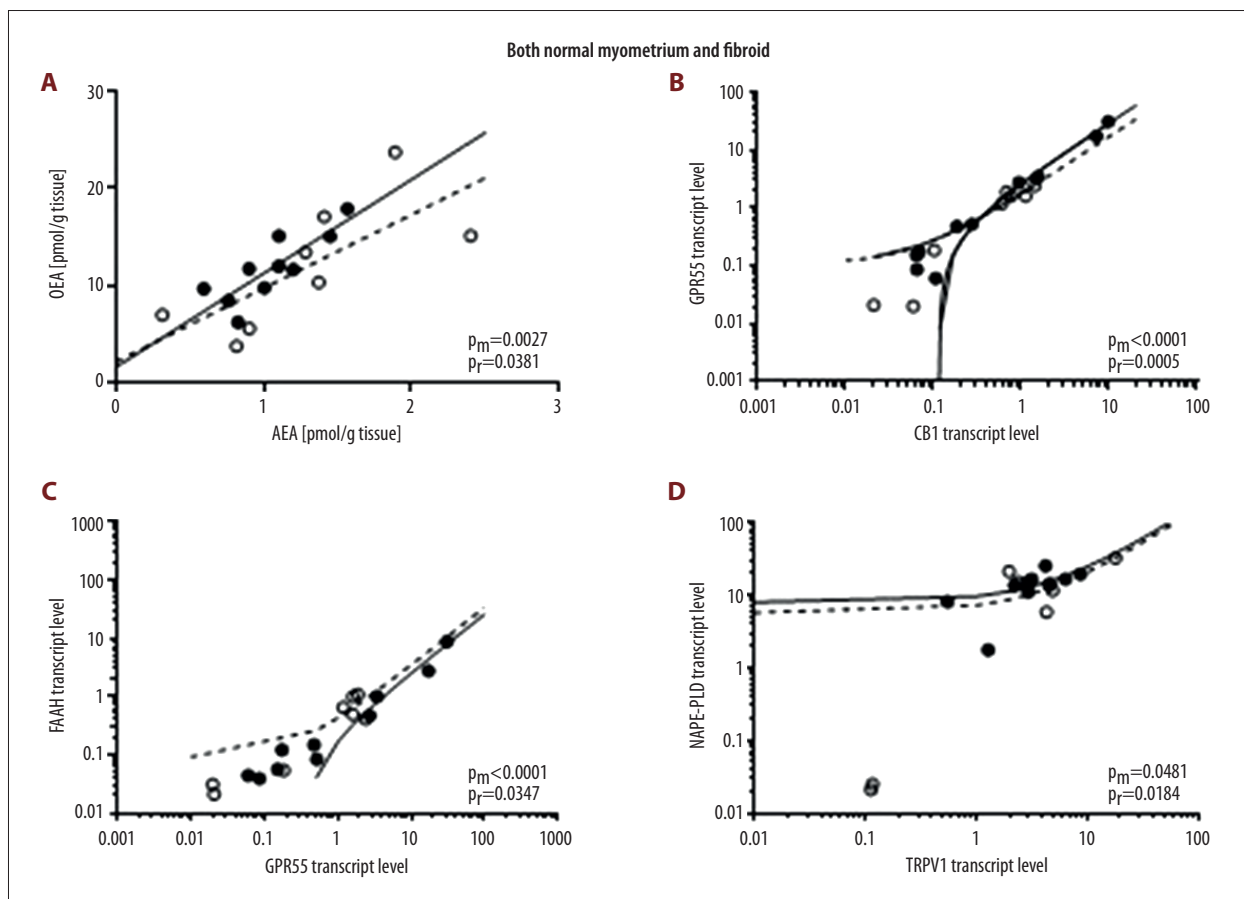 Both normal myometrium and fibroid
A
30
20
10
0
OEA [pmol/g tissue]
0 1 2 3
AEA [pmol/g tissue]
pm=0.0027
pr=0.0381
B
100
10
1
0.1
0.01
0.001
GPR55 transcript level
0.001 0.01 0.1 1 10 100
CB1 transcript level
pm<0.0001
pr=0.0005
C
1000
100
10
1
0.1
0.01
FAAH transcript level
0.001 0.01 0.1 1 10 100
GPR55 transcript level
pm<0.0001
pr=0.0347
D
100
10
1
0.1
0.01
NAPE-PLD transcript level
0.01 0.1 1 10 100
TRPV1 transcript level
pm=0.0481
pr=0.0184